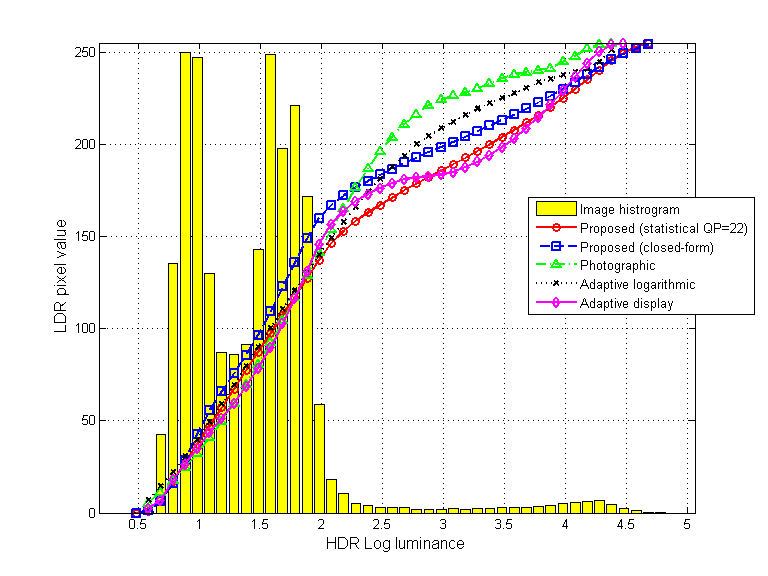 250
200
150
100
50
0
LDR pixel value
0.5 1 1.5 2 2.5 3 3.5 4 4.5 5
HDR Log luminance
Image histrogram
Proposed (statistical QP=22)
Proposed (closed-form)
Photographic
Adaptive logarithmic
Adaptive display